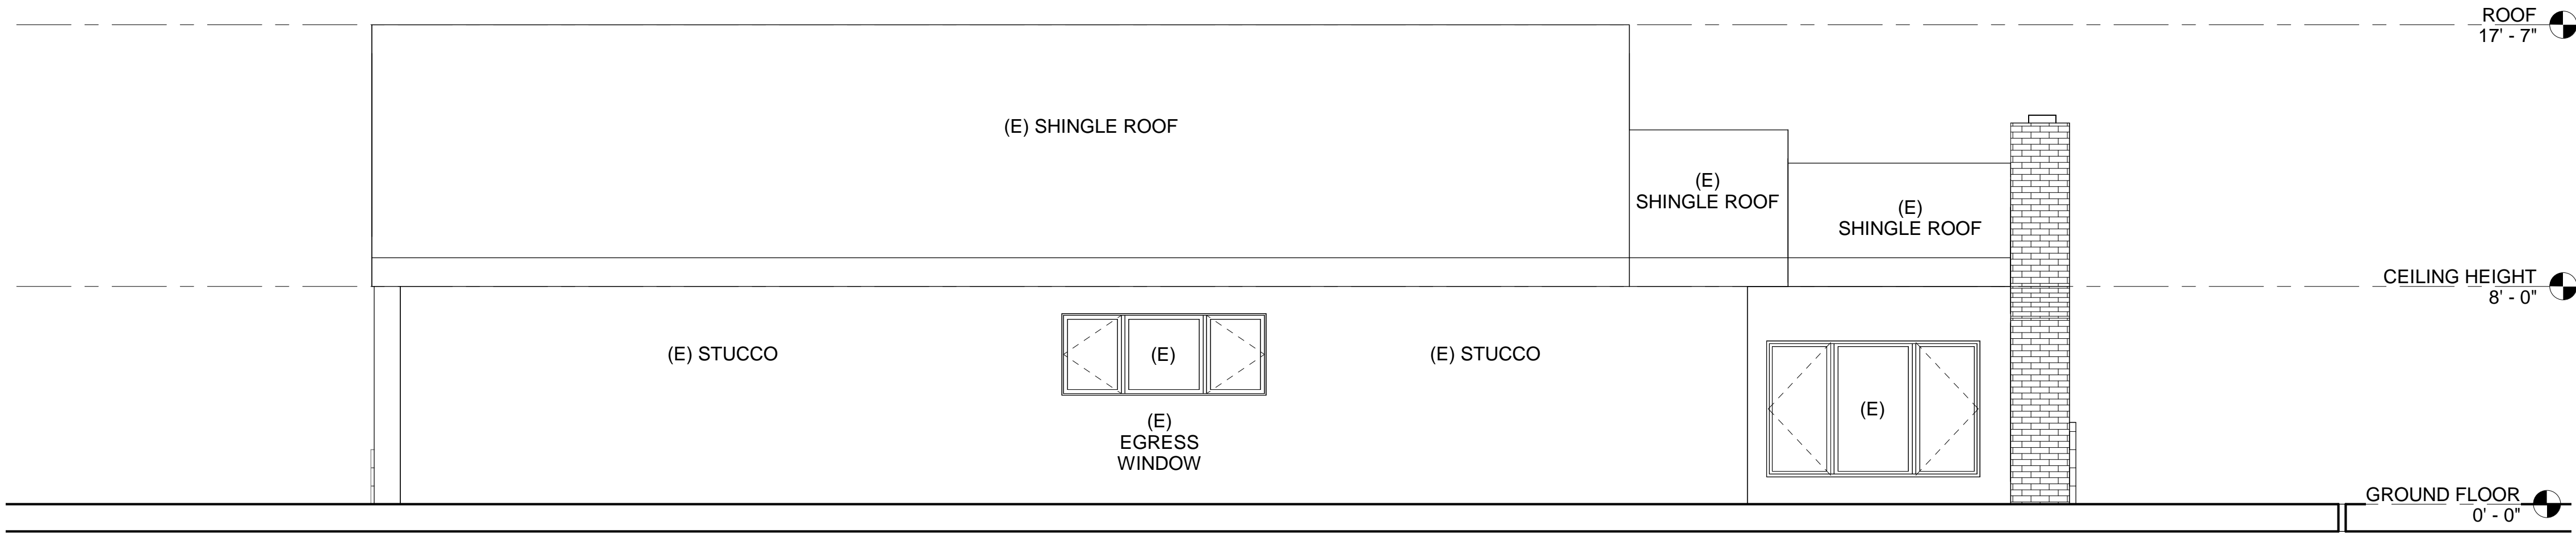 ROOF
17' - 7"
(E) SHINGLE ROOF
(E)
SHINGLE ROOF
(E)
SHINGLE ROOF
CEILING HEIGHT
8' - 0"
(E) STUCCO
(E)
(E)
EGRESS
WINDOW
(E) STUCCO
(E)
GROUND FLOOR
0' - 0"